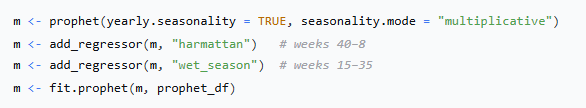 m <- prophet(yearly.seasonality = TRUE, seasonality.mode = "multiplicative")
m <- add_regressor(m, "harmattan")   # weeks 40–8
m <- add_regressor(m, "wet_season")  # weeks 15–35
m <- fit.prophet(m, prophet_df)